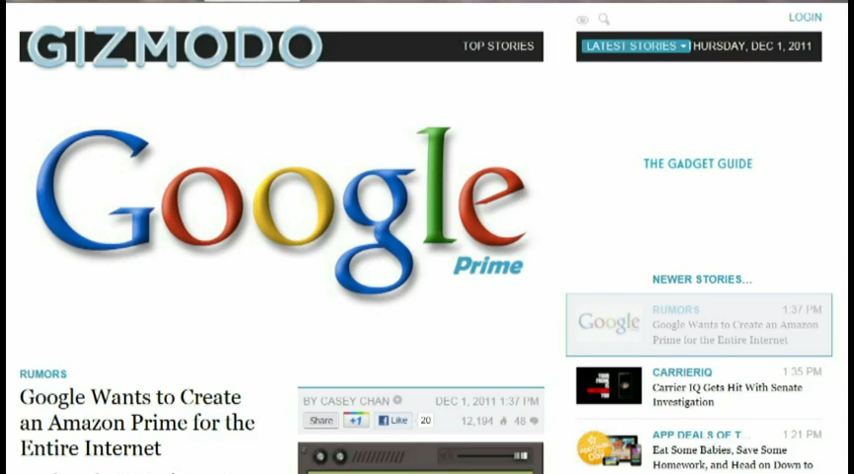 GIZMODO
TOP STORIES
LOGIN
LATEST STORIES
HURSDAY, DEC 1, 2011
Google
Prime
THE GADGET GUIDE
NEWER STORIES...
Google
RUMORS 1:37 PM
Google Wants to Create an Amazon
Prime for the Entire Internet
CARRIERIQ 1:35 PM
Carrier IQ Gets Hit With Senate
Investigation
APP DEALS OF T... 1:21 PM
Eat Some Babies, Save Some
Homework, and Head on Down to
RUMORS
Google Wants to Create
an Amazon Prime for the
Entire Internet
BY CASEY CHAN DEC 1, 2011 1:37 PM
Share +1 Like 20 12,194 48